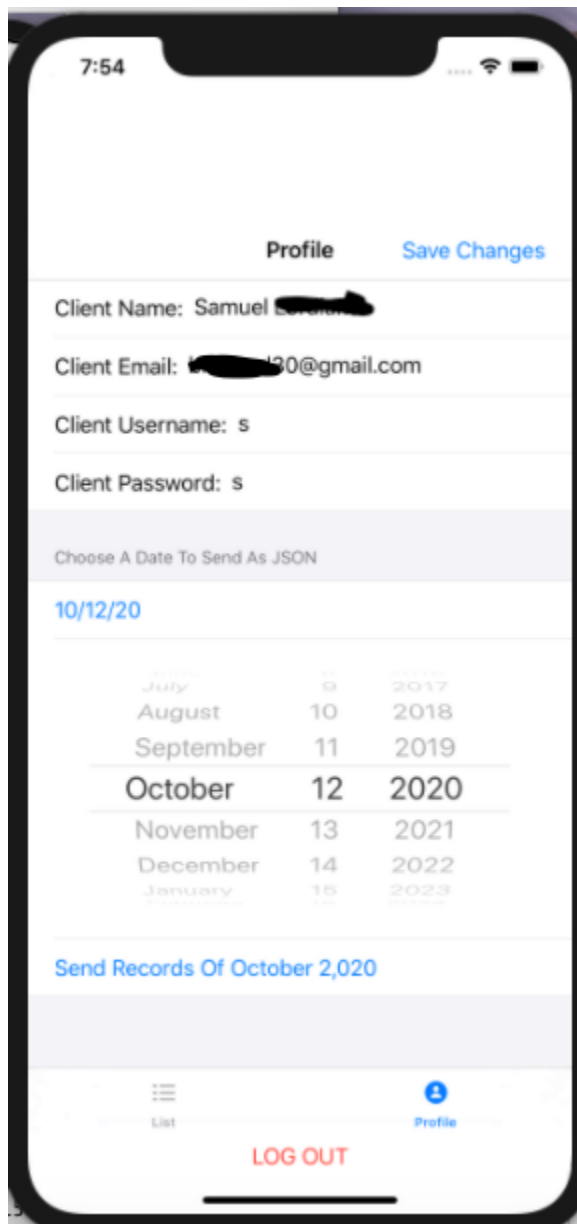 7:54
Profile Save Changes
Client Name: Samuel
Client Email: 30@gmail.com
Client Username: s
Client Password: s
Choose A Date To Send As JSON
10/12/20
July 9 2017
August 10 2018
September 11 2019
October 12 2020
November 13 2021
December 14 2022
January 15 2023
Send Records Of October 2,020
List Profile
LOG OUT